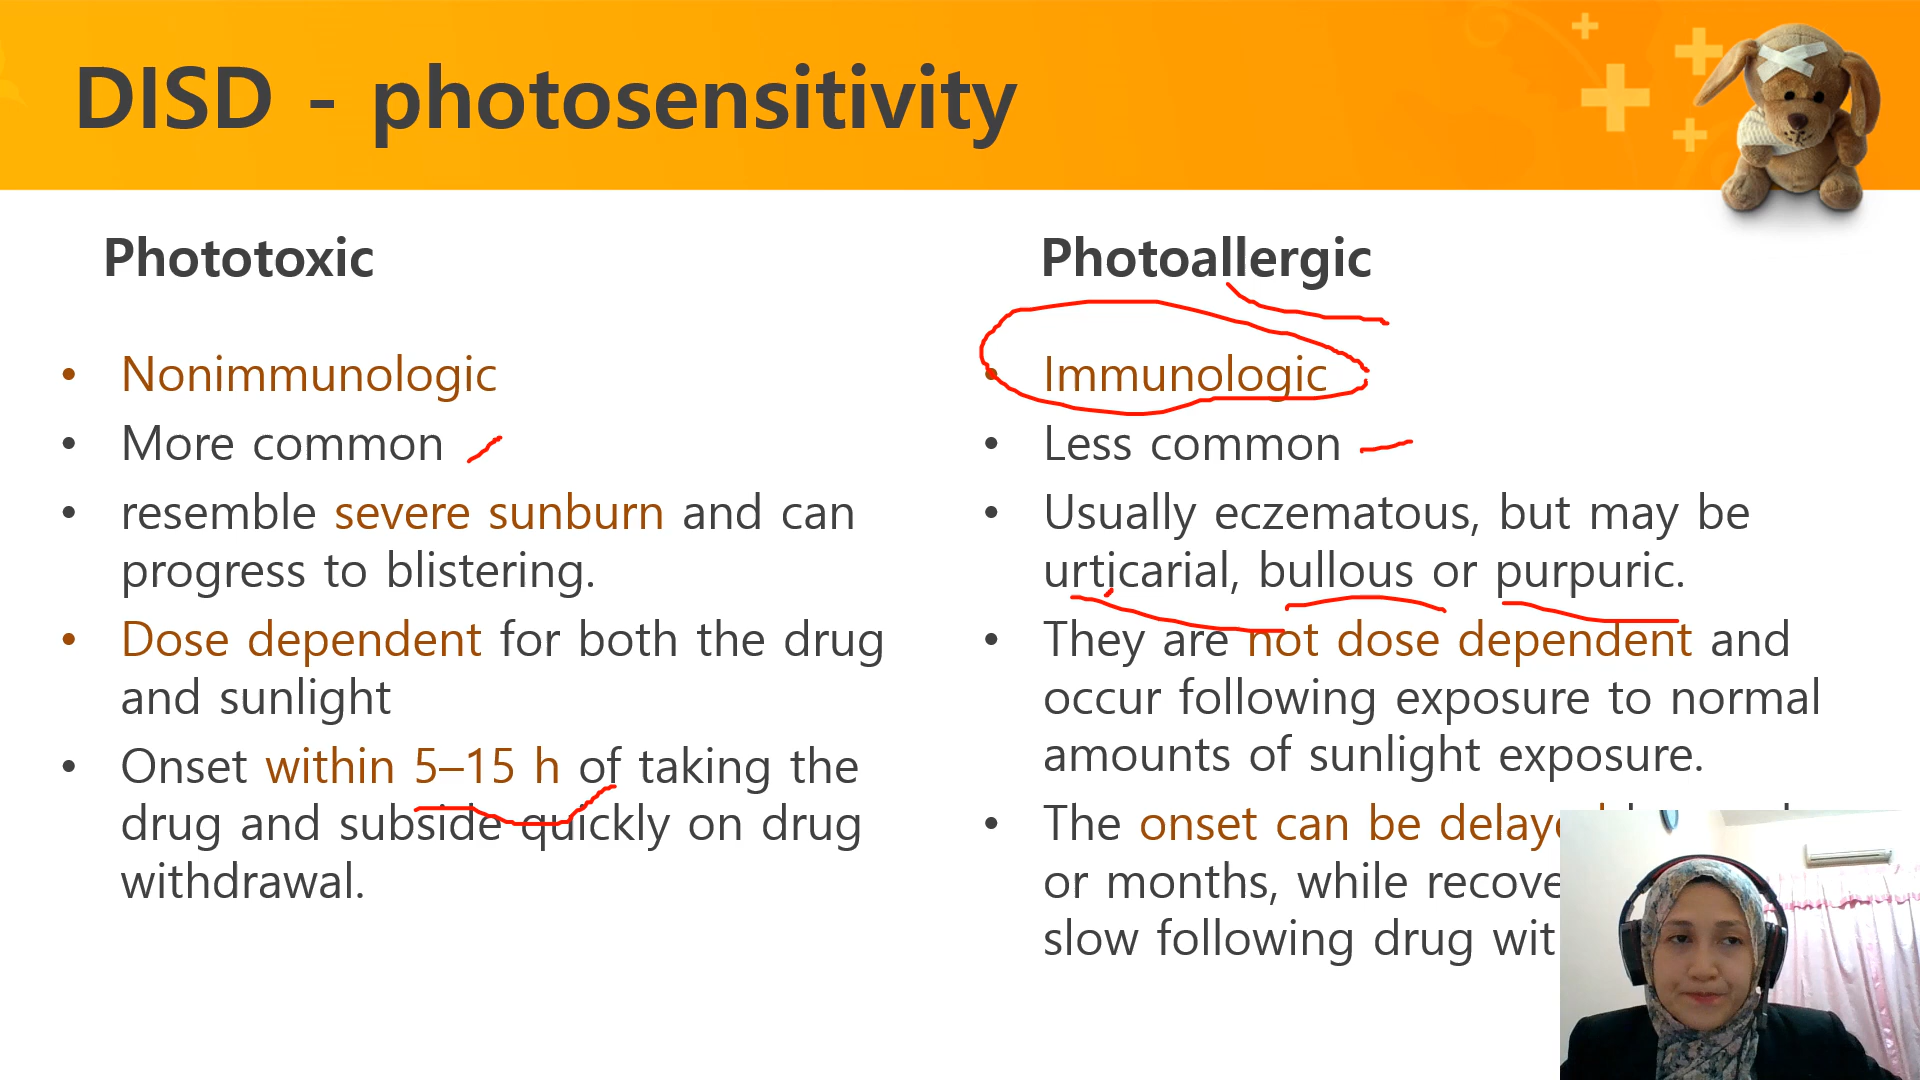 DISD - photosensitivity
Phototoxic
• Nonimmunologic
• More common
• resemble severe sunburn and can
progress to blistering.
• Dose dependent for both the drug
and sunlight
• Onset within 5–15 h of taking the
drug and subside quickly on drug
withdrawal.
Photoallergic
• Immunologic
• Less common
• Usually eczematous, but may be
urticarial, bullous or purpuric.
• They are not dose dependent and
occur following exposure to normal
amounts of sunlight exposure.
• The onset can be
or months, while
slow following drug